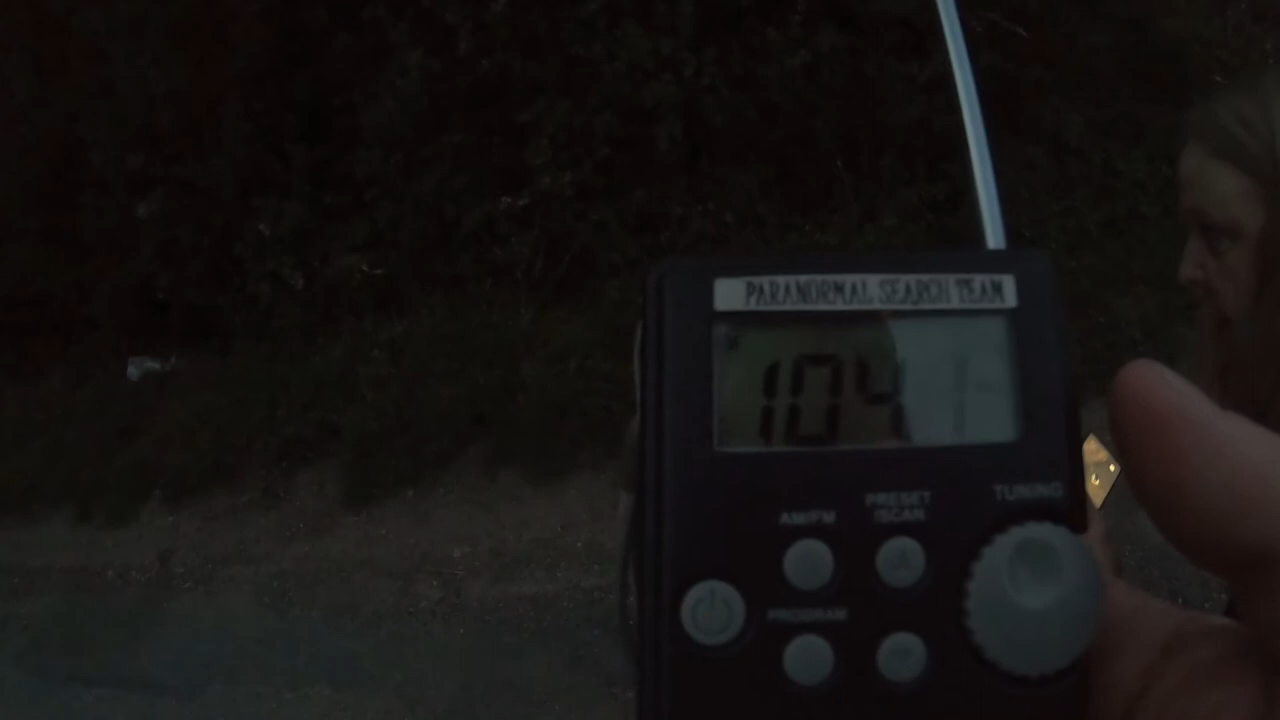 PARANORMAL SEARCH TEAM
104
TUNING
PRESET
/SCAN
AM/FM
PROGRAM